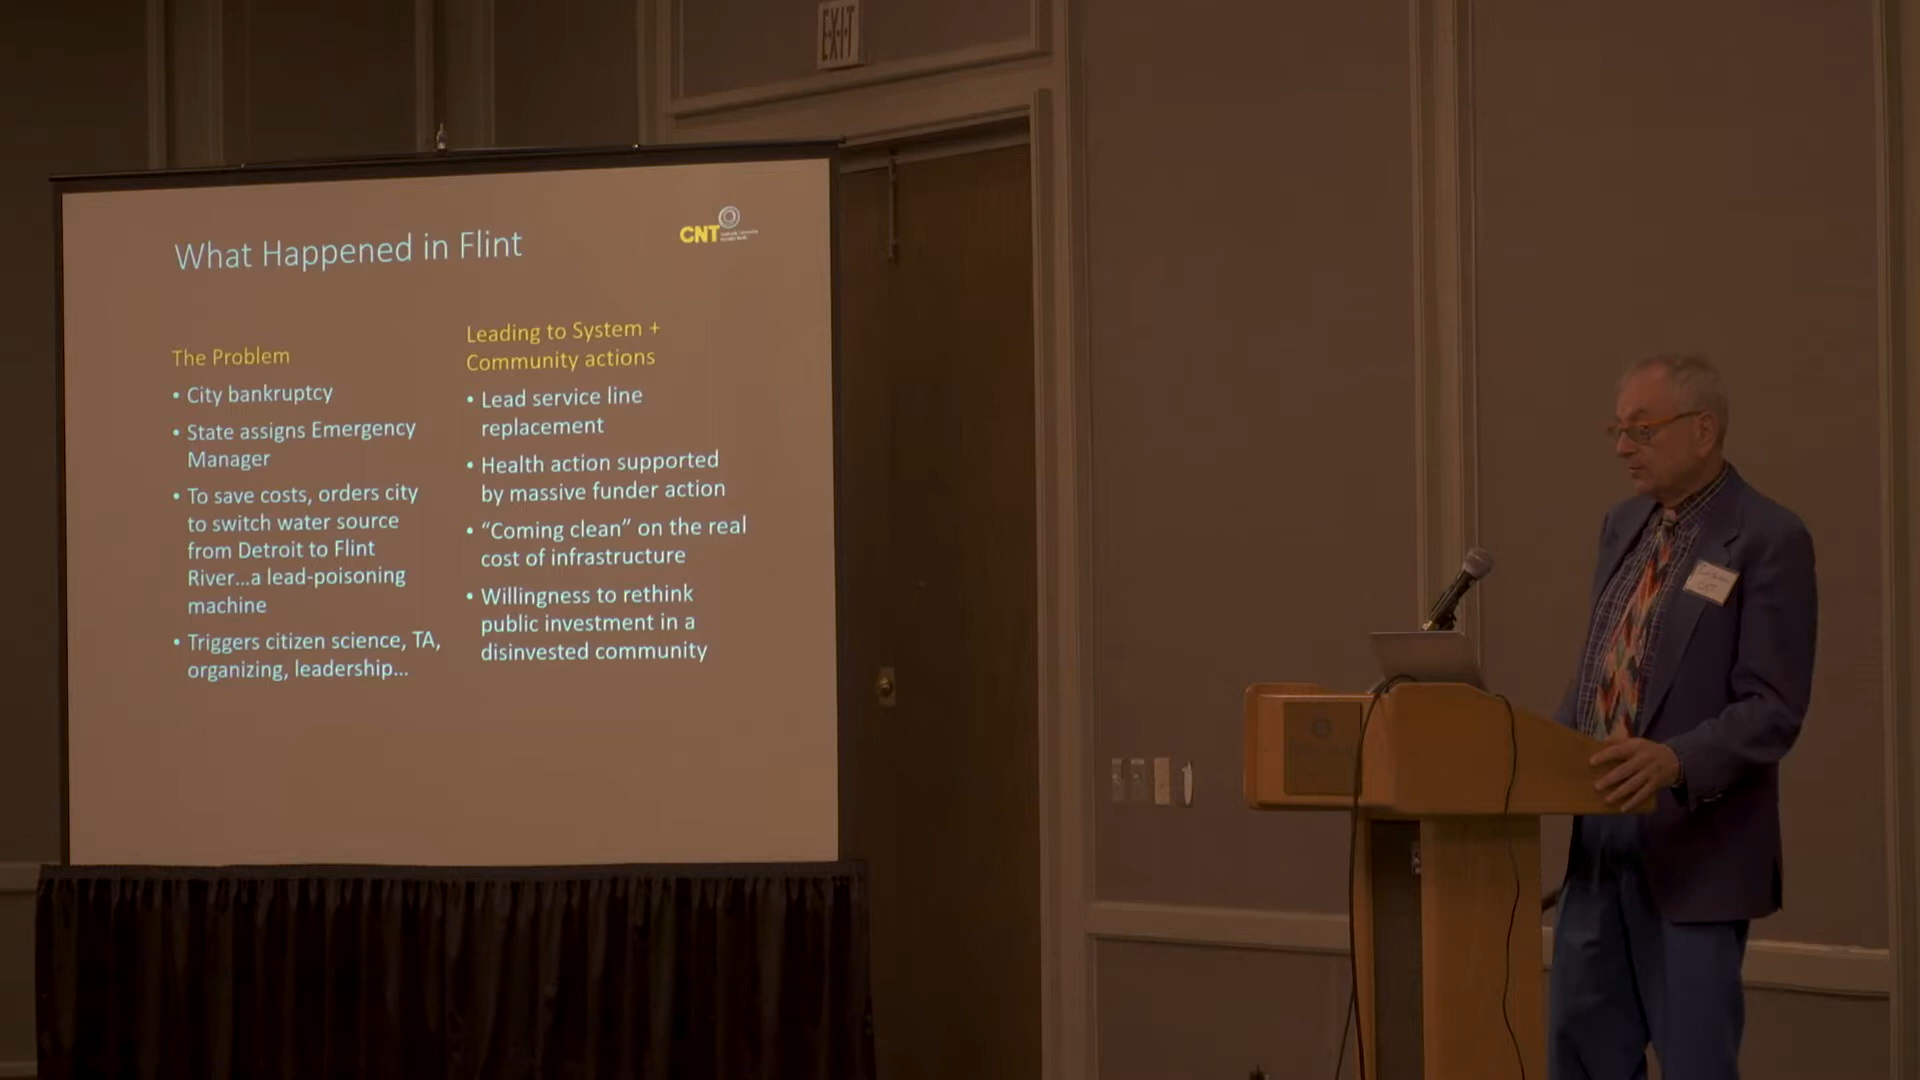 EXIT
What Happened in Flint
CNT
The Problem
• City bankruptcy
• State assigns Emergency
Manager
• To save costs, orders city
to switch water source
from Detroit to Flint
River...a lead-poisoning
machine
• Triggers citizen science, TA,
organizing, leadership...
Leading to System +
Community actions
• Lead service line
replacement
• Health action supported
by massive funder action
• “Coming clean” on the real
cost of infrastructure
• Willingness to rethink
public investment in a
disinvested community